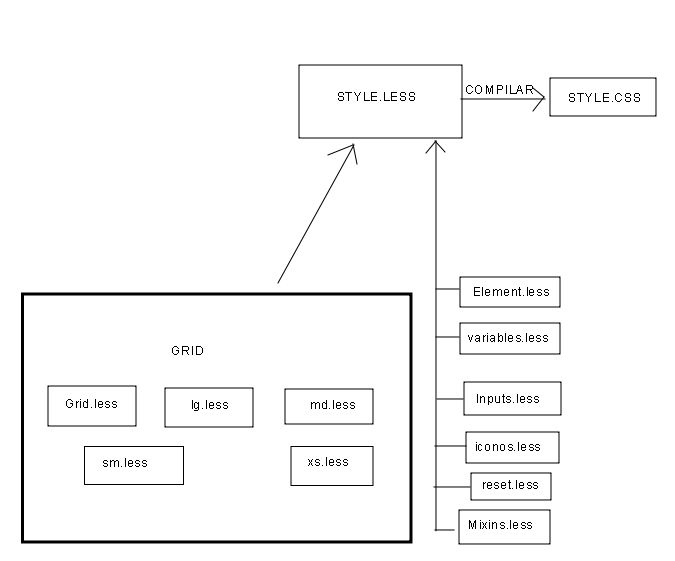 STYLE.LESS
COMPILAR
STYLE.CSS
Element.less
variables.less
Inputs.less
iconos.less
reset.less
Mixins.less
GRID
Grid.less
lg.less
md.less
sm.less
xs.less